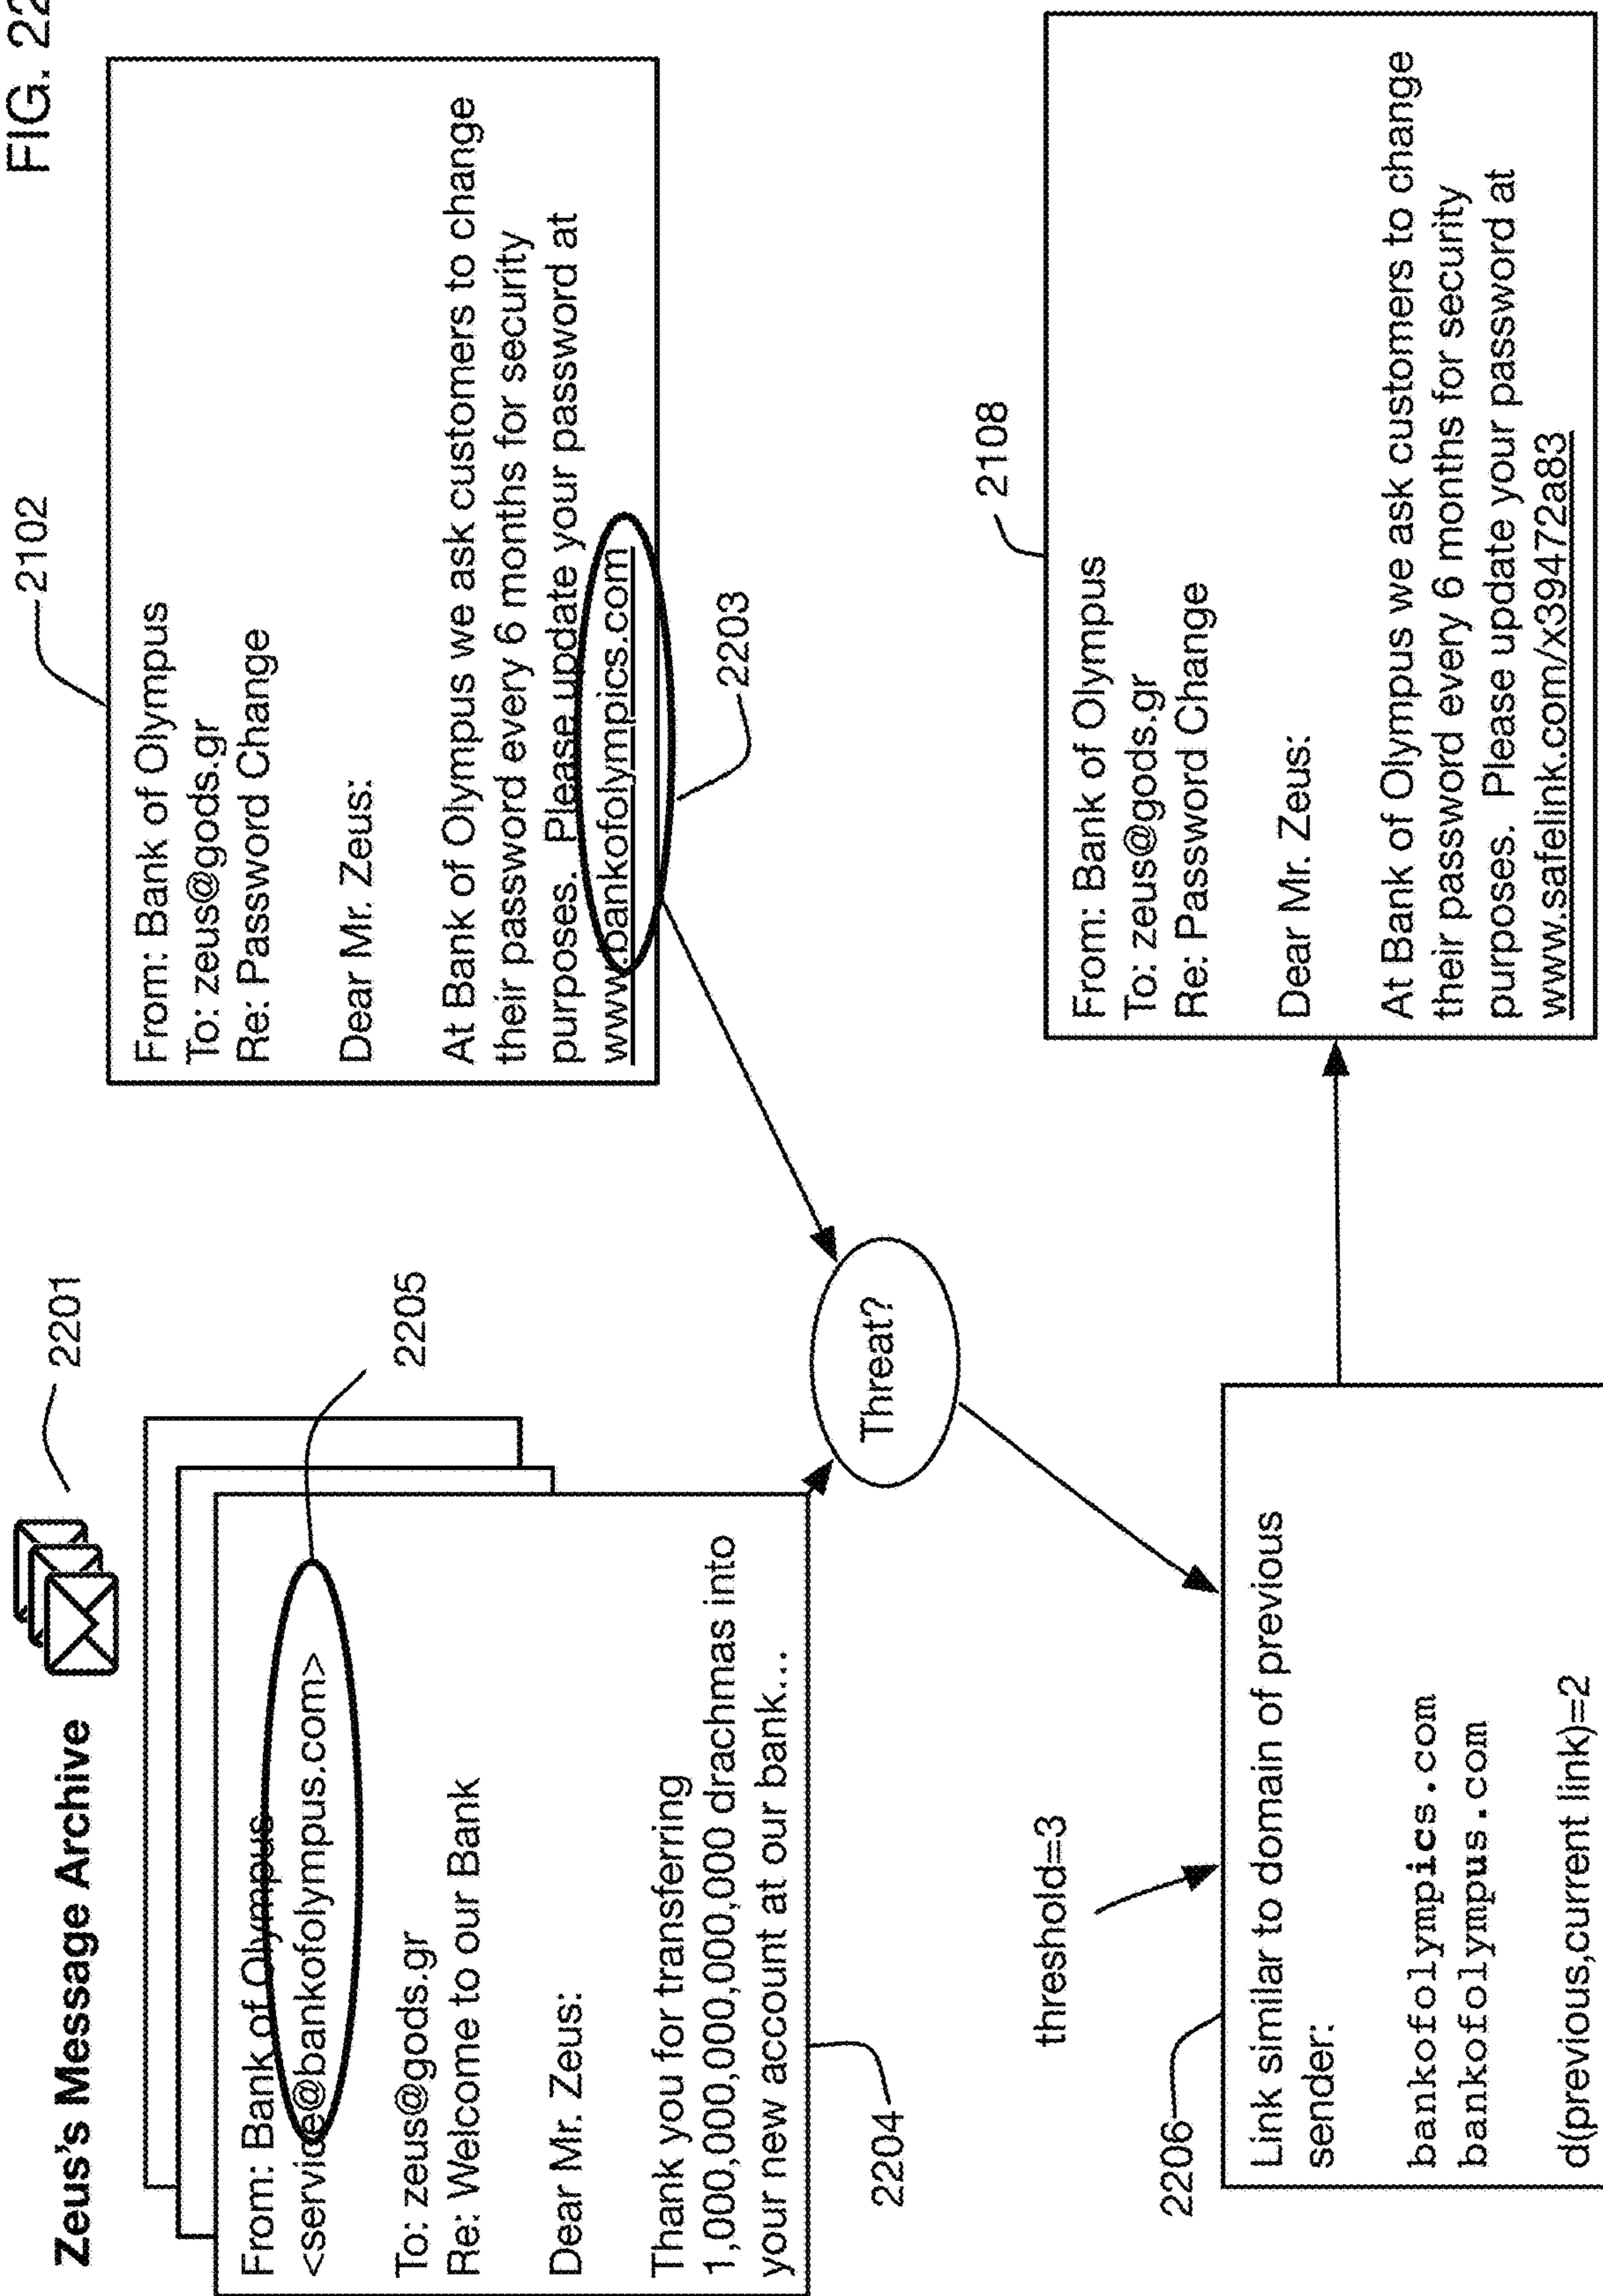 FIG. 22
Zeus's Message Archive
2201
2205
From: Bank of Olympus
<service@bankofolympus.com>
To: zeus@gods.gr
Re: Welcome to our Bank
Dear Mr. Zeus:
Thank you for transferring
1,000,000,000,000,000,000 drachmas into
your new account at our bank...
2204
2102
From: Bank of Olympus
To: zeus@gods.gr
Re: Password Change
Dear Mr. Zeus:
At Bank of Olympus we ask customers to change
their password every 6 months for security
purposes. Please update your password at
www.bankofolympics.com
2203
Threat?
threshold=3
2206
Link similar to domain of previous
sender:
bankofolympics.com
bankofolympus.com
d(previous,current link)=2
2108
From: Bank of Olympus
To: zeus@gods.gr
Re: Password Change
Dear Mr. Zeus:
At Bank of Olympus we ask customers to change
their password every 6 months for security
purposes. Please update your password at
www.safelink.com/x39472a83